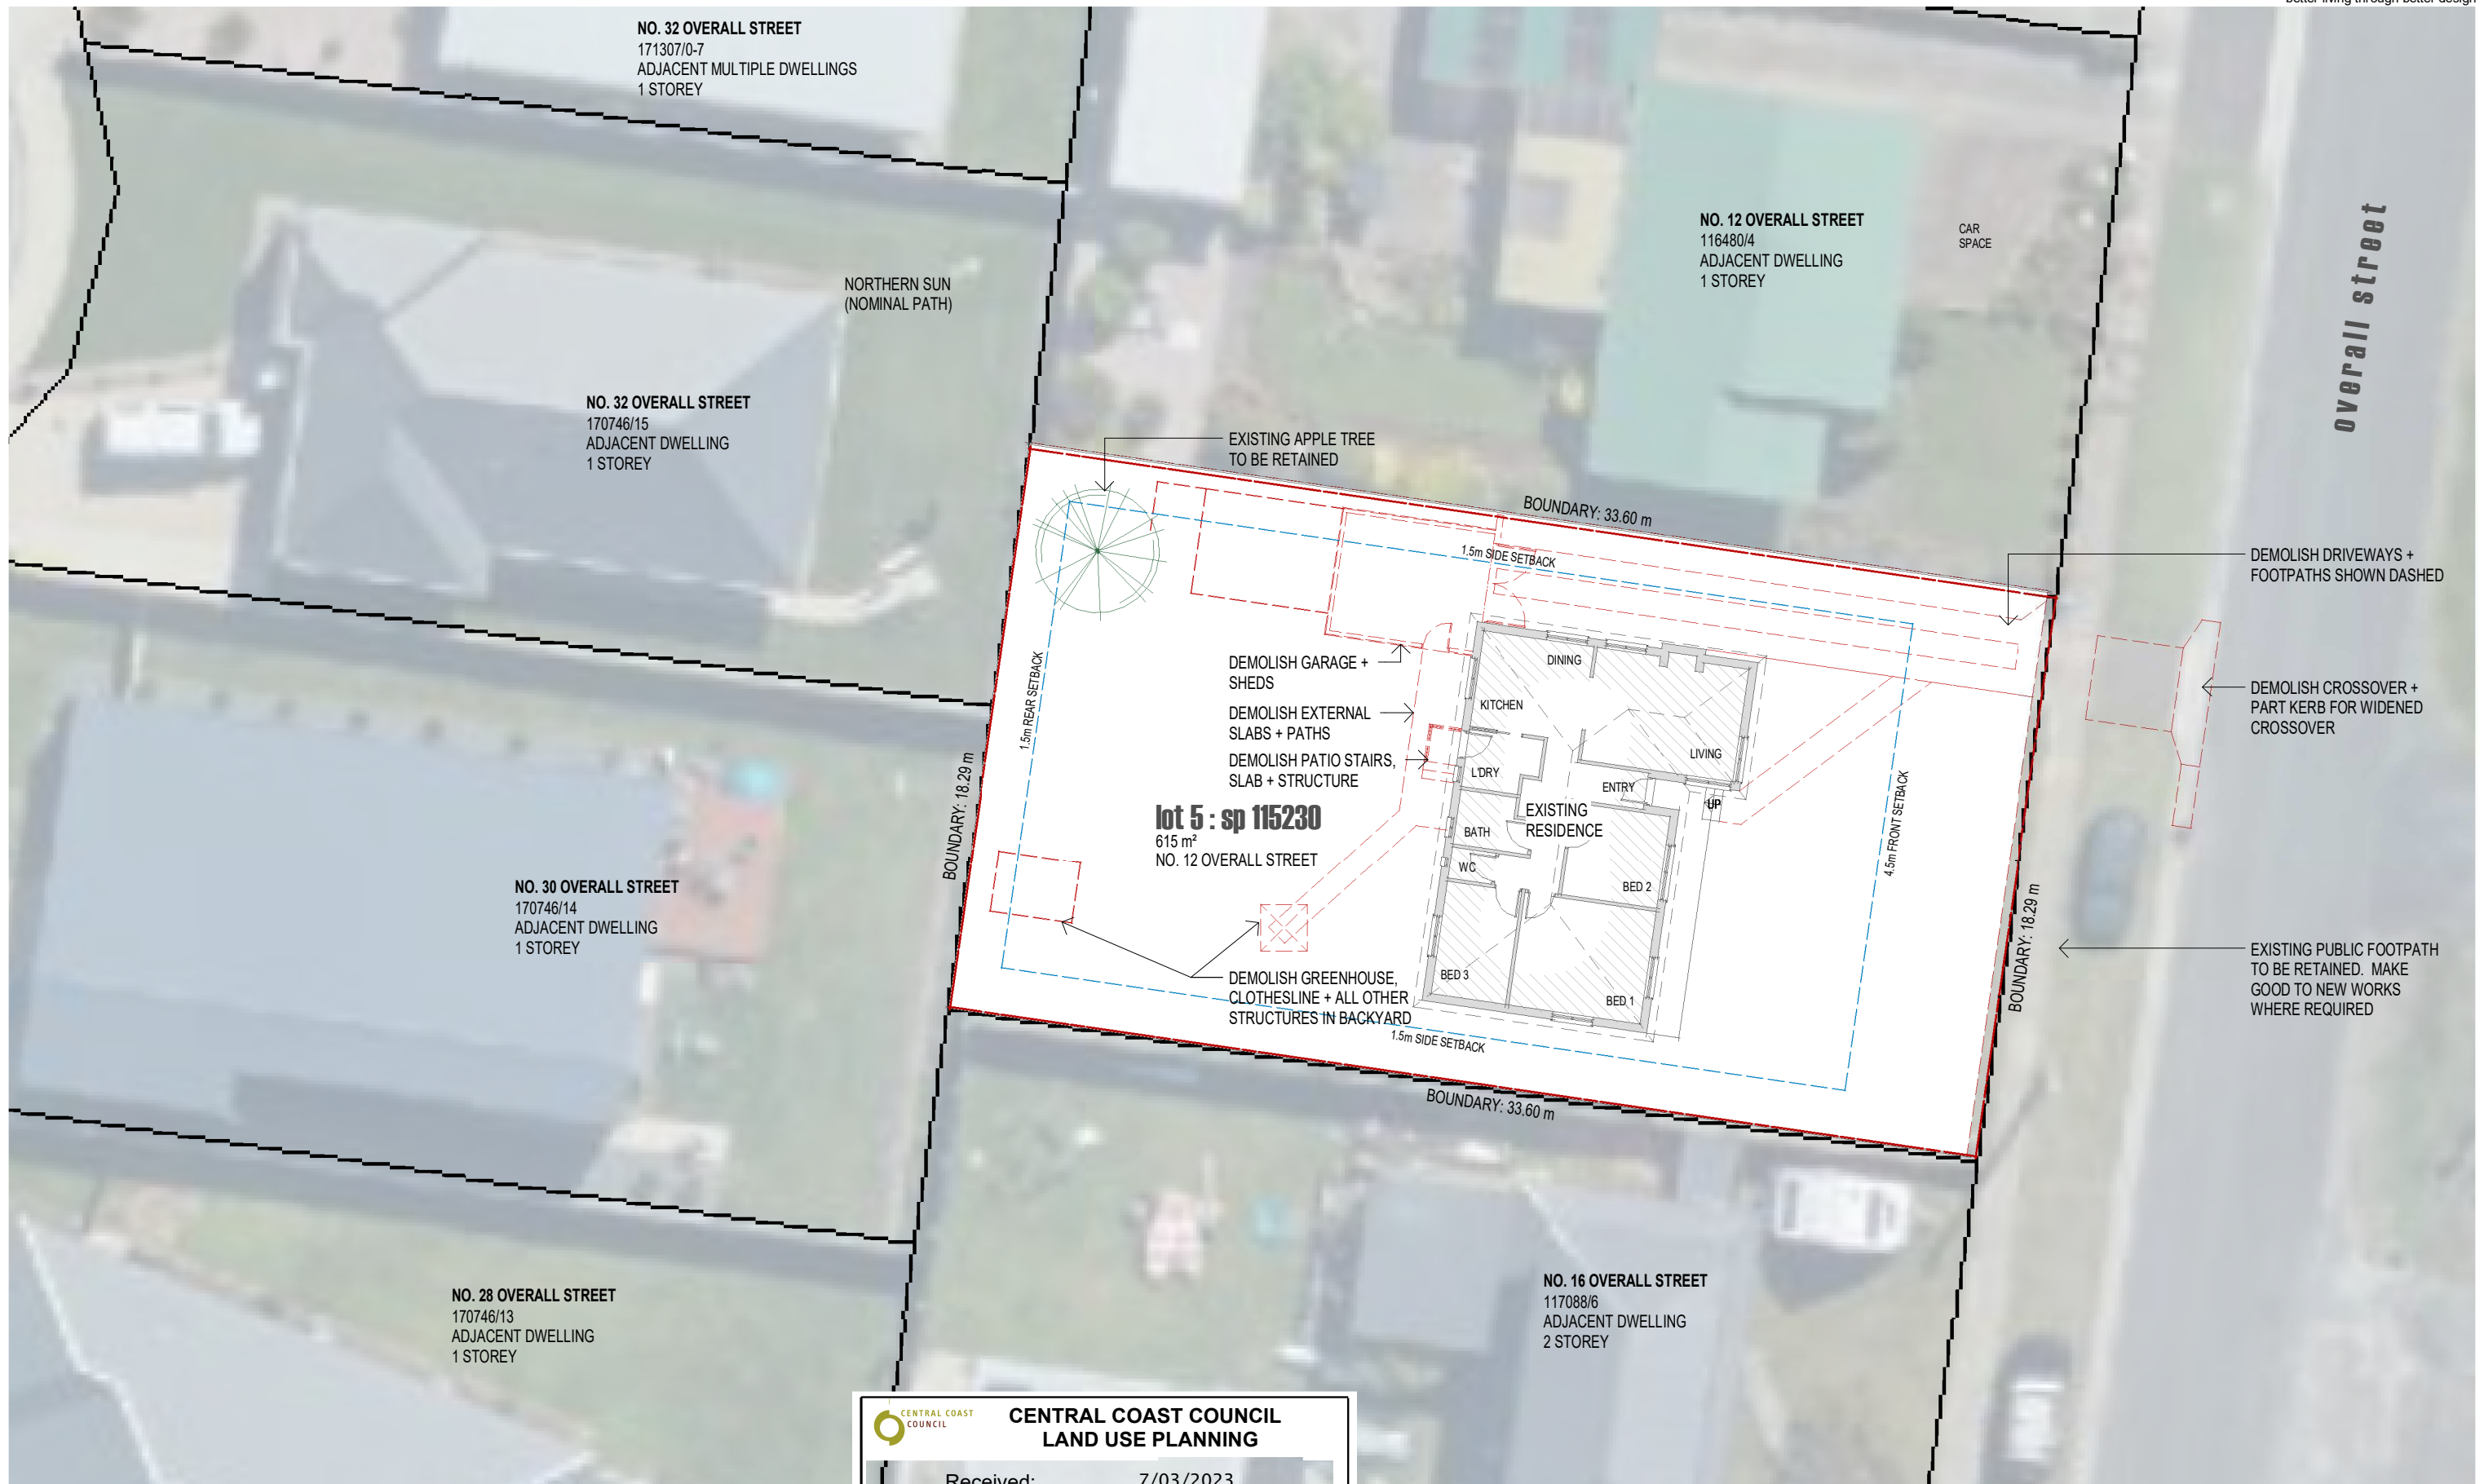 better living through better design
NO. 32 OVERALL STREET
171307/0-7
ADJACENT MULTIPLE DWELLINGS
1 STOREY
NO. 12 OVERALL STREET
116480/4
ADJACENT DWELLING
1 STOREY
CAR
SPACE
overall street
NORTHERN SUN
(NOMINAL PATH)
NO. 32 OVERALL STREET
170746/15
ADJACENT DWELLING
1 STOREY
EXISTING APPLE TREE
TO BE RETAINED
BOUNDARY: 33.60 m
1.5m SIDE SETBACK
DEMOLISH DRIVEWAYS +
FOOTPATHS SHOWN DASHED
DEMOLISH GARAGE +
SHEDS
DEMOLISH EXTERNAL
SLABS + PATHS
DEMOLISH PATIO STAIRS,
SLAB + STRUCTURE
DINING
KITCHEN
LIVING
L'DRY
ENTRY
UP
EXISTING
RESIDENCE
BATH
WC
BED 2
BED 3
BED 1
DEMOLISH CROSSOVER +
PART KERB FOR WIDENED
CROSSOVER
1.5m REAR SETBACK
BOUNDARY: 18.29 m
lot 5 : sp 115230
615 m²
NO. 12 OVERALL STREET
4.5m FRONT SETBACK
BOUNDARY: 18.29 m
NO. 30 OVERALL STREET
170746/14
ADJACENT DWELLING
1 STOREY
DEMOLISH GREENHOUSE,
CLOTHESLINE + ALL OTHER
STRUCTURES IN BACKYARD
EXISTING PUBLIC FOOTPATH
TO BE RETAINED. MAKE
GOOD TO NEW WORKS
WHERE REQUIRED
1.5m SIDE SETBACK
BOUNDARY: 33.60 m
NO. 28 OVERALL STREET
170746/13
ADJACENT DWELLING
1 STOREY
NO. 16 OVERALL STREET
117088/6
ADJACENT DWELLING
2 STOREY
CENTRAL COAST
COUNCIL
CENTRAL COAST COUNCIL
LAND USE PLANNING
Received: 7/03/2023